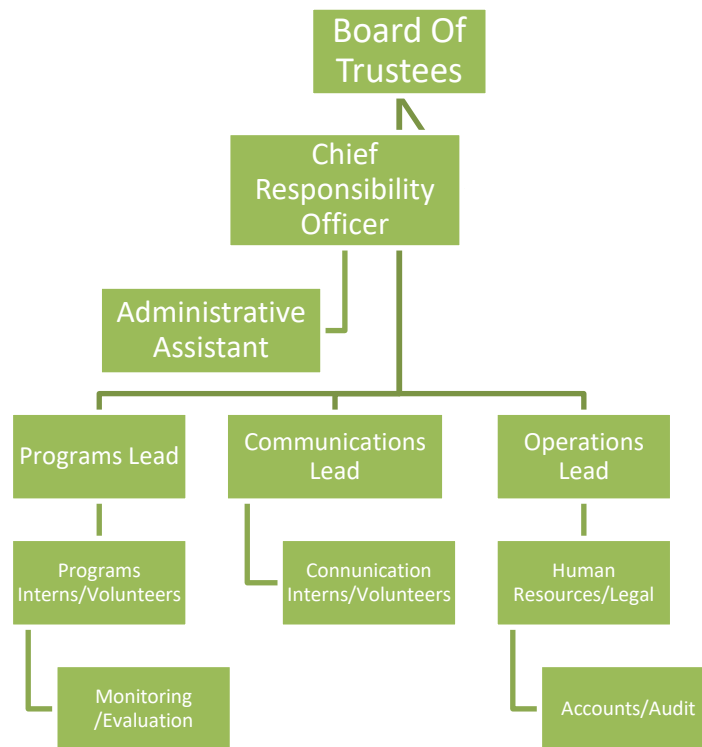 Board Of
Trustees
Chief
Responsibility
Officer
Administrative
Assistant
Programs Lead
Communications
Lead
Operations
Lead
Programs
Interns/Volunteers
Connunication
Interns/Volunteers
Human
Resources/Legal
Monitoring
/Evaluation
Accounts/Audit